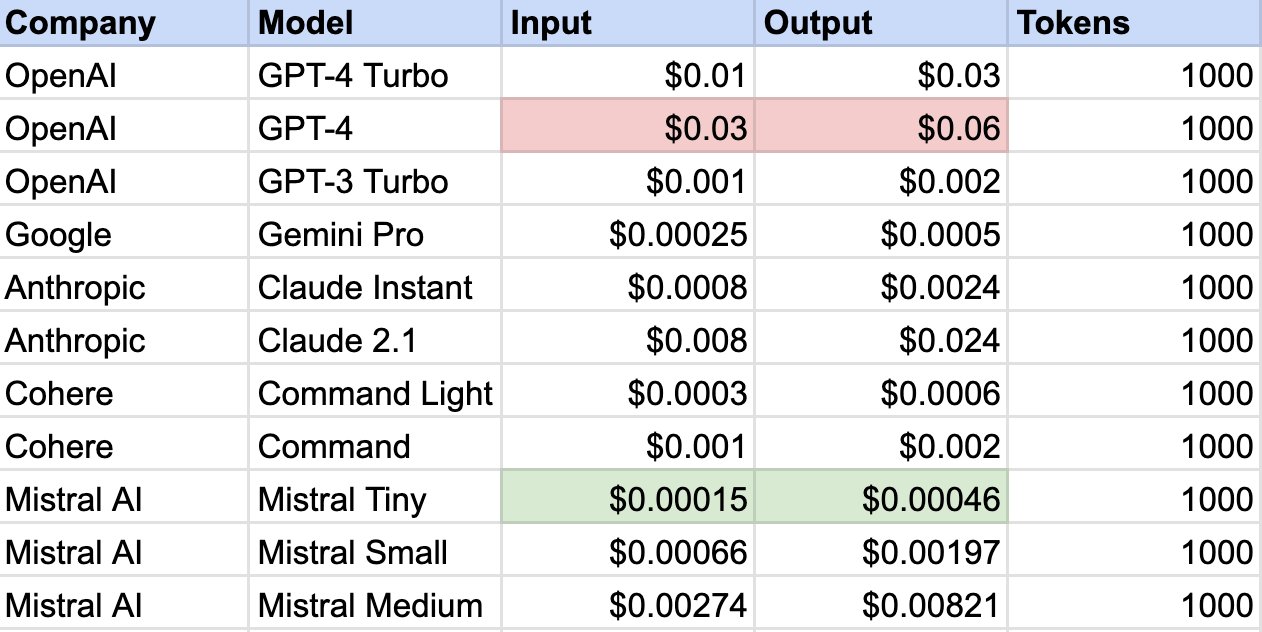 Company Model Input Output Tokens
OpenAI GPT-4 Turbo $0.01 $0.03 1000
OpenAI GPT-4 $0.03 $0.06 1000
OpenAI GPT-3 Turbo $0.001 $0.002 1000
Google Gemini Pro $0.00025 $0.0005 1000
Anthropic Claude Instant $0.0008 $0.0024 1000
Anthropic Claude 2.1 $0.008 $0.024 1000
Cohere Command Light $0.0003 $0.0006 1000
Cohere Command $0.001 $0.002 1000
Mistral AI Mistral Tiny $0.00015 $0.00046 1000
Mistral AI Mistral Small $0.00066 $0.00197 1000
Mistral AI Mistral Medium $0.00274 $0.00821 1000